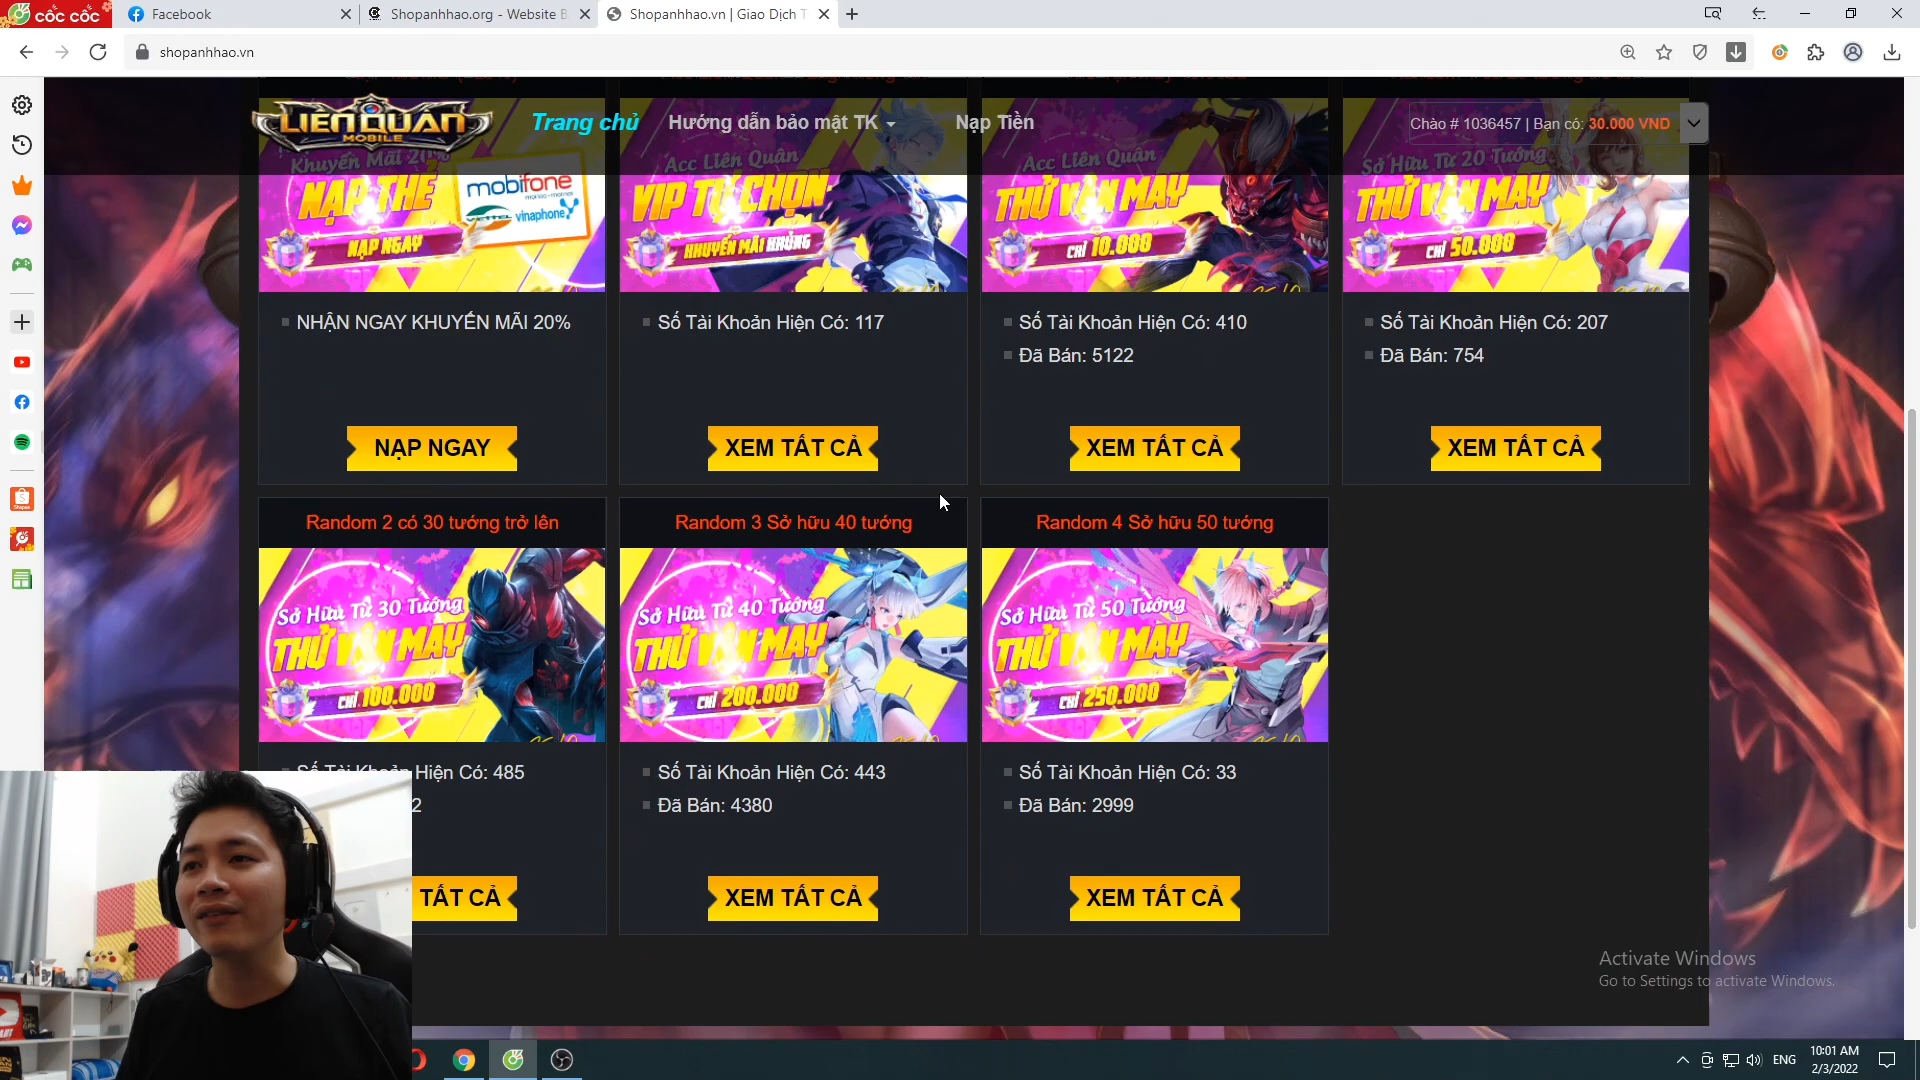 cốc cốc
Facebook
Shopanhhao.org - Website B
Shopanhhao.vn | Giao Dịch T
shopanhhao.vn
LIÊN QUÂN
MOBILE
Trang chủ
Hướng dẫn bảo mật TK
Nạp Tiền
Chào # 1036457 | Bạn có: 30.000 VND
Khuyến Mãi 20%
NẠP THẺ
NẠP NGAY
mobifone
VIETTEL
vinaphone
Acc Liên Quân
VIP TỰ CHỌN
KHUYẾN MÃI KHỦNG
Acc Liên Quân
THỬ VẬN MAY
CHỈ 10.000
Sở Hữu Từ 20 Tướng
THỬ VẬN MAY
CHỈ 50.000
NHẬN NGAY KHUYẾN MÃI 20%
Số Tài Khoản Hiện Có: 117
Số Tài Khoản Hiện Có: 410
Đã Bán: 5122
Số Tài Khoản Hiện Có: 207
Đã Bán: 754
NẠP NGAY
XEM TẤT CẢ
XEM TẤT CẢ
XEM TẤT CẢ
Random 2 có 30 tướng trở lên
Random 3 Sở hữu 40 tướng
Random 4 Sở hữu 50 tướng
Sở Hữu Từ 30 Tướng
THỬ VẬN MAY
CHỈ 100.000
Sở Hữu Từ 40 Tướng
THỬ VẬN MAY
CHỈ 200.000
Sở Hữu Từ 50 Tướng
THỬ VẬN MAY
CHỈ 250.000
Số Tài Khoản Hiện Có: 485
2
Số Tài Khoản Hiện Có: 443
Đã Bán: 4380
Số Tài Khoản Hiện Có: 33
Đã Bán: 2999
TẤT CẢ
XEM TẤT CẢ
XEM TẤT CẢ
Activate Windows
Go to Settings to activate Windows.
ENG
10:01 AM
2/3/2022